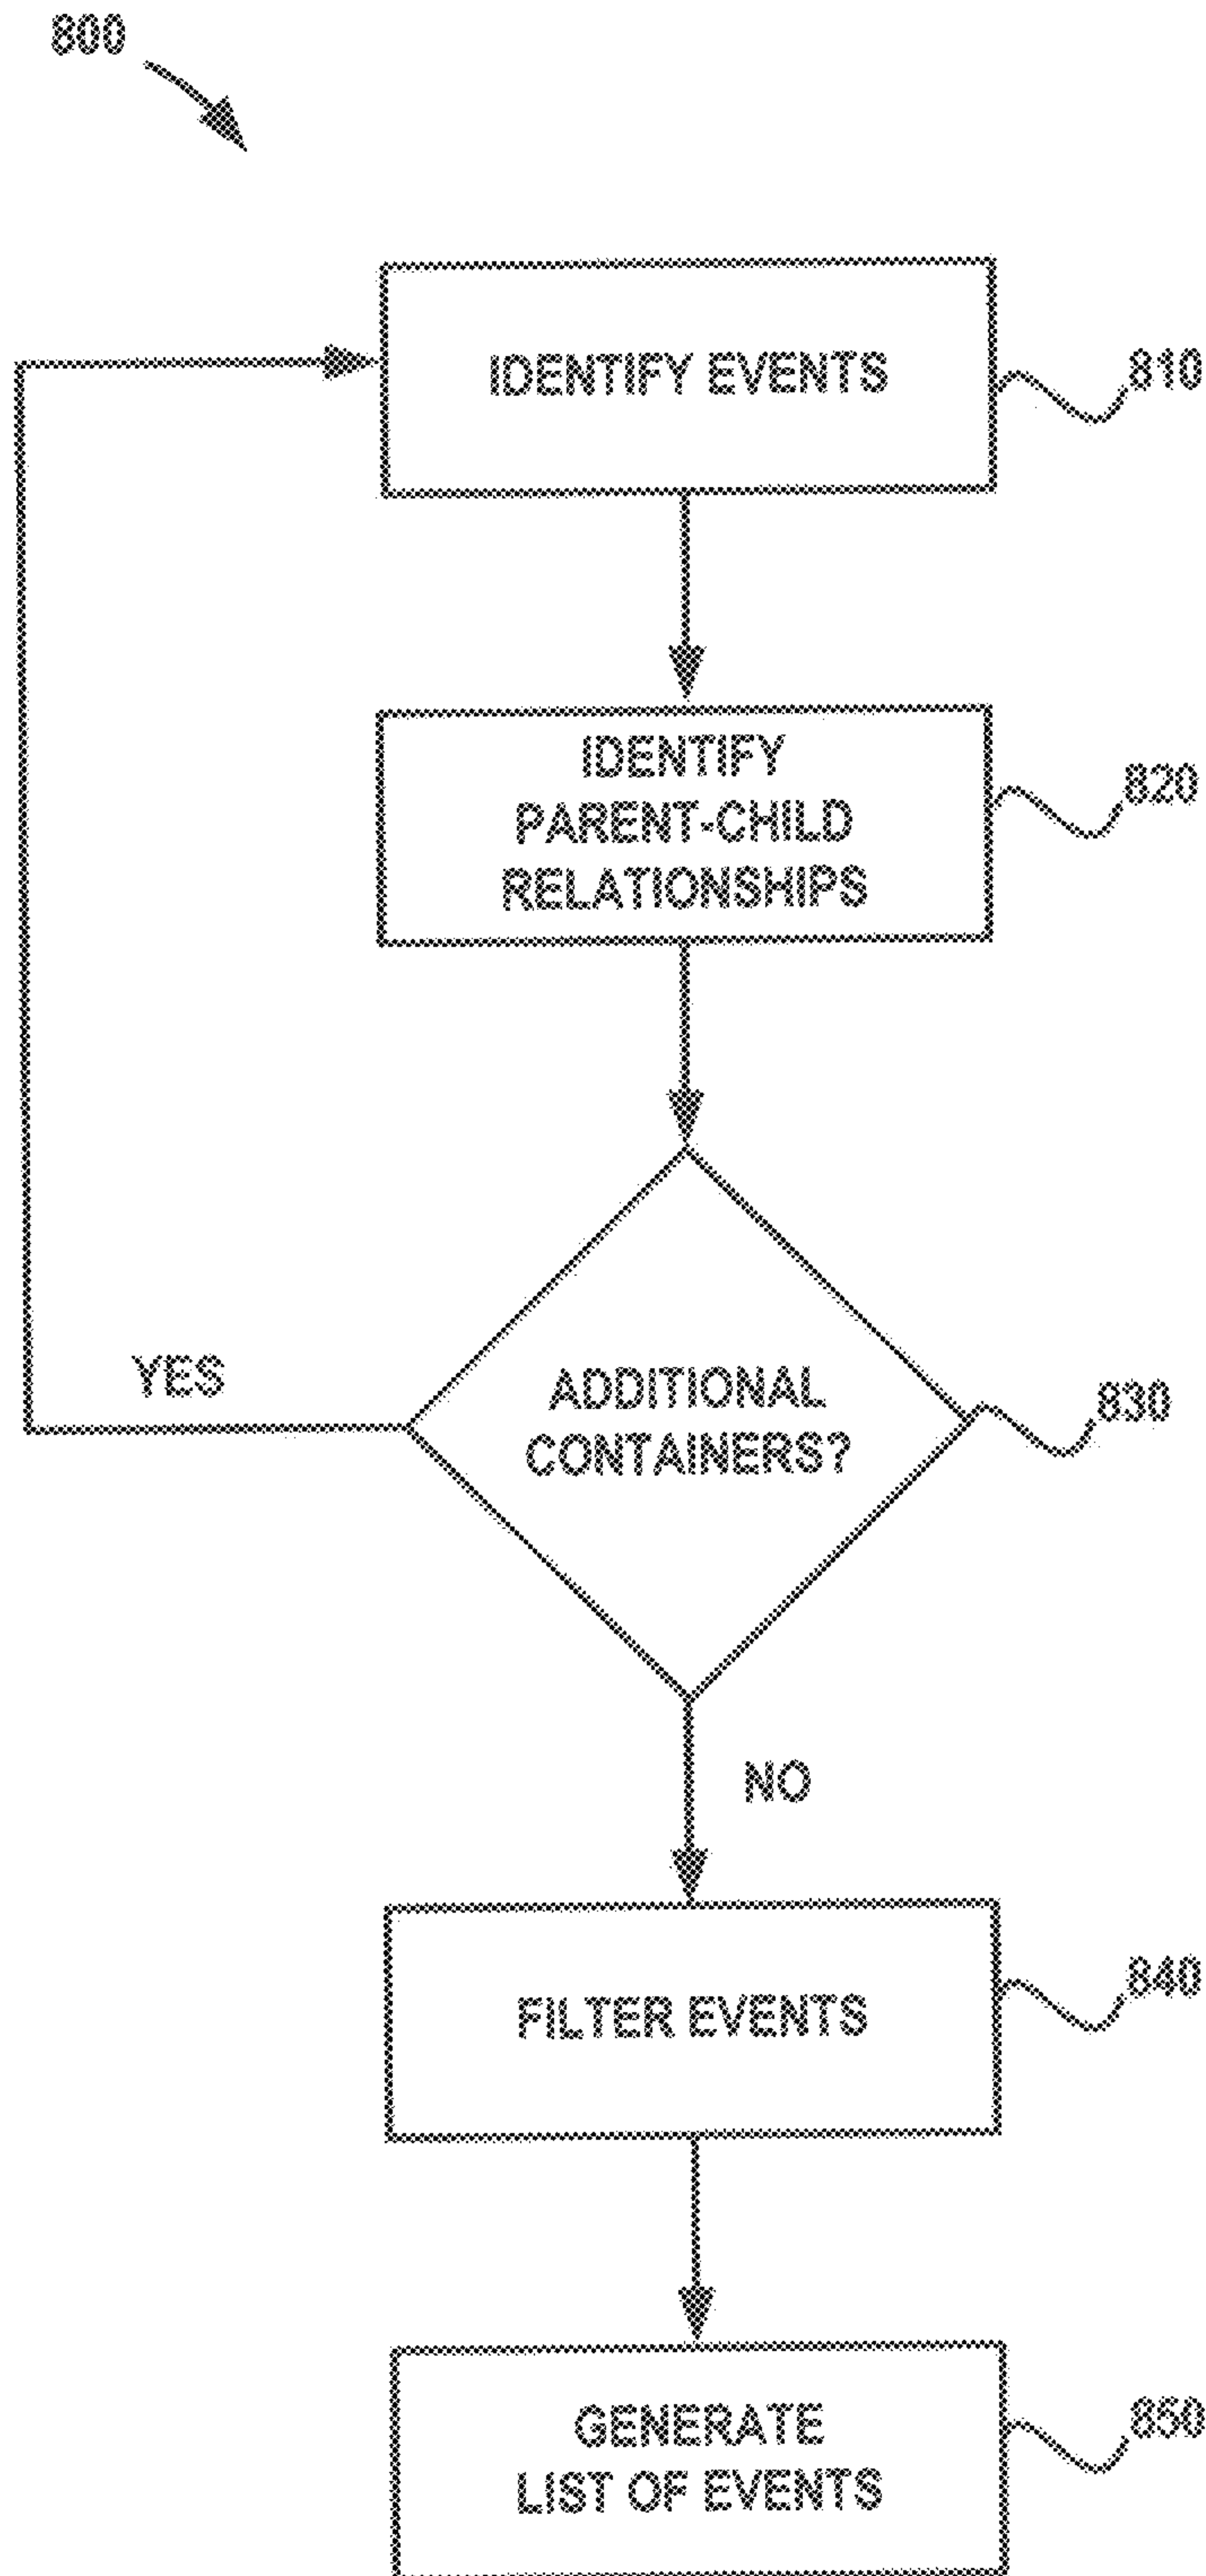 800
IDENTIFY EVENTS
810
IDENTIFY
PARENT-CHILD
RELATIONSHIPS
820
YES
ADDITIONAL
CONTAINERS?
830
NO
FILTER EVENTS
840
GENERATE
LIST OF EVENTS
850